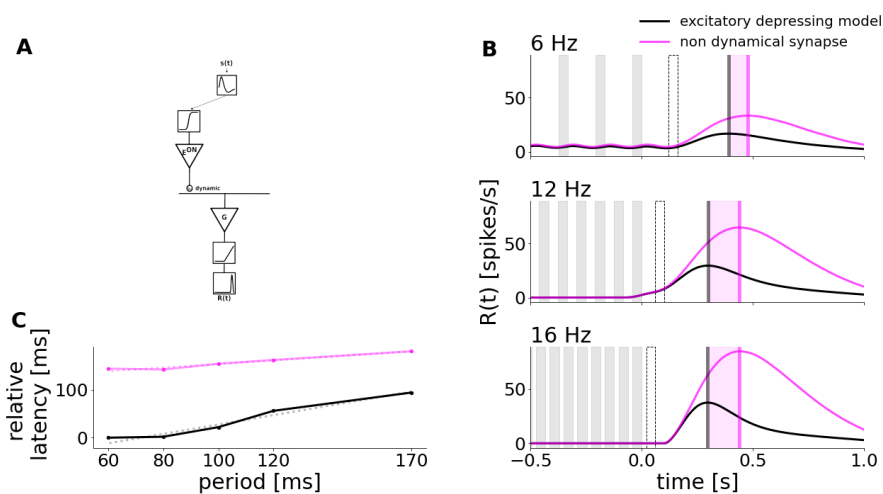 excitatory depressing model
non dynamical synapse
A
s(t)
E ON
dynamic
G
R(t)
B
6 Hz
50
0
12 Hz
50
0
16 Hz
50
0
R(t) [spikes/s]
−0.5 0.0 0.5 1.0
time [s]
C
relative
latency [ms]
100
0
60 80 100 120 170
period [ms]